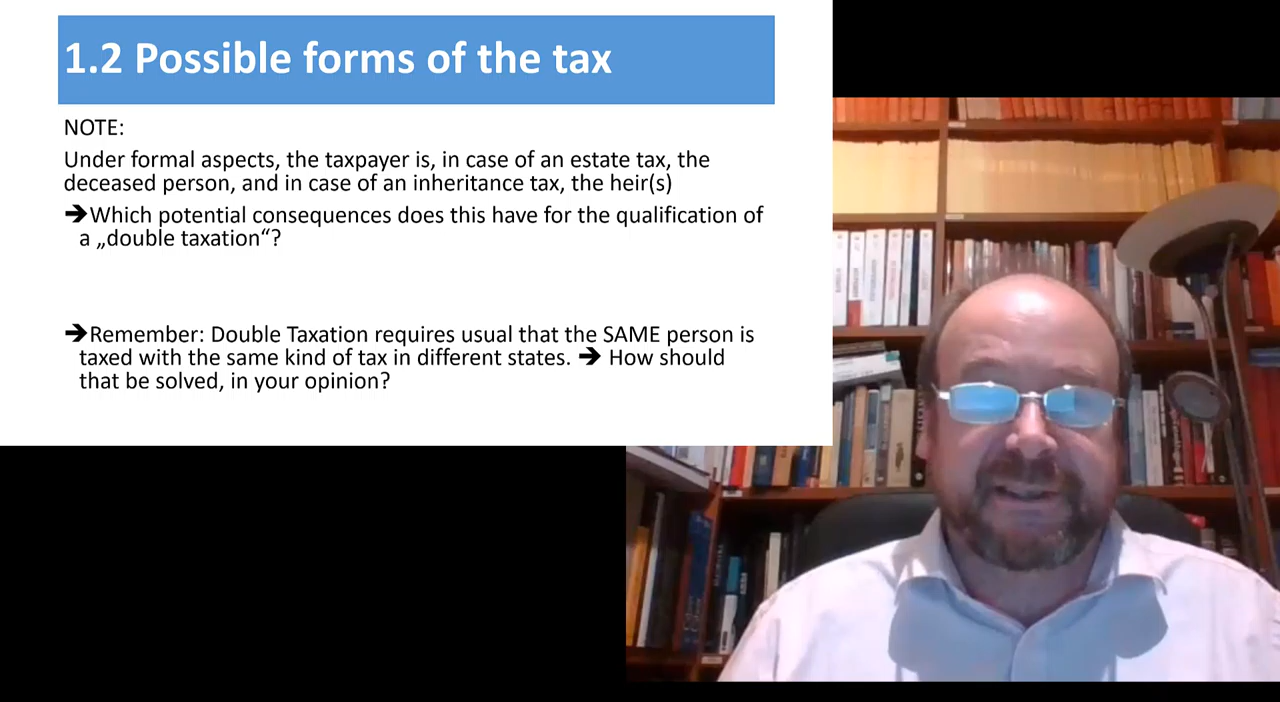 1.2 Possible forms of the tax
NOTE:
Under formal aspects, the taxpayer is, in case of an estate tax, the
deceased person, and in case of an inheritance tax, the heir(s)
➔Which potential consequences does this have for the qualification of
a „double taxation“?
➔Remember: Double Taxation requires usual that the SAME person is
taxed with the same kind of tax in different states. ➔ How should
that be solved, in your opinion?